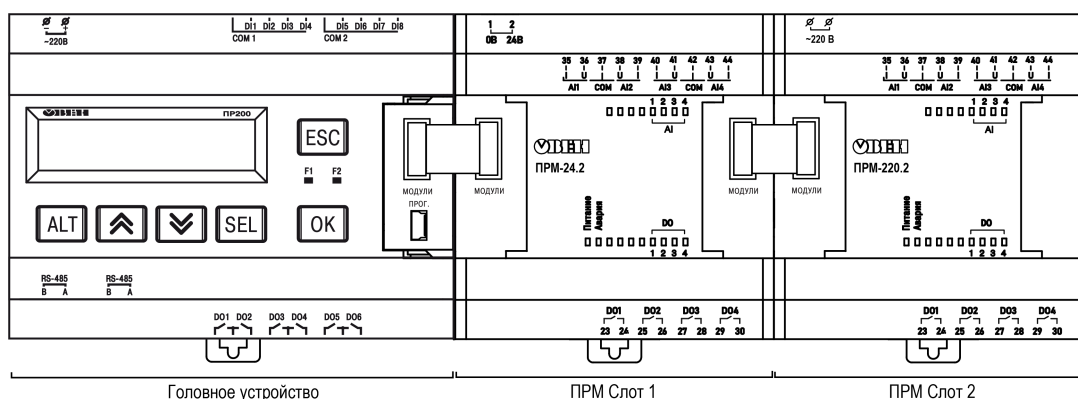 - +
~220В
DI1 DI2 DI3 DI4
COM 1
DI5 DI6 DI7 DI8
COM 2
ОВЕН
ПР200
ESC
F1 F2
ALT
SEL
OK
МОДУЛИ
ПРОГ.
RS-485
B A
RS-485
B A
DO1 DO2 DO3 DO4 DO5 DO6
Головное устройство
1 2
0В 24В
35 36 37 38 39 40 41 42 43 44
U U U U
AI1 COM AI2 AI3 COM AI4
1 2 3 4
AI
ОВЕН
ПРМ-24.2
МОДУЛИ
МОДУЛИ
Питание
Авария
DO
1 2 3 4
DO1 DO2 DO3 DO4
23 24 25 26 27 28 29 30
ПРМ Слот 1
~220 В
35 36 37 38 39 40 41 42 43 44
U U U U
AI1 COM AI2 AI3 COM AI4
1 2 3 4
AI
ОВЕН
ПРМ-220.2
МОДУЛИ
Питание
Авария
DO
1 2 3 4
DO1 DO2 DO3 DO4
23 24 25 26 27 28 29 30
ПРМ Слот 2